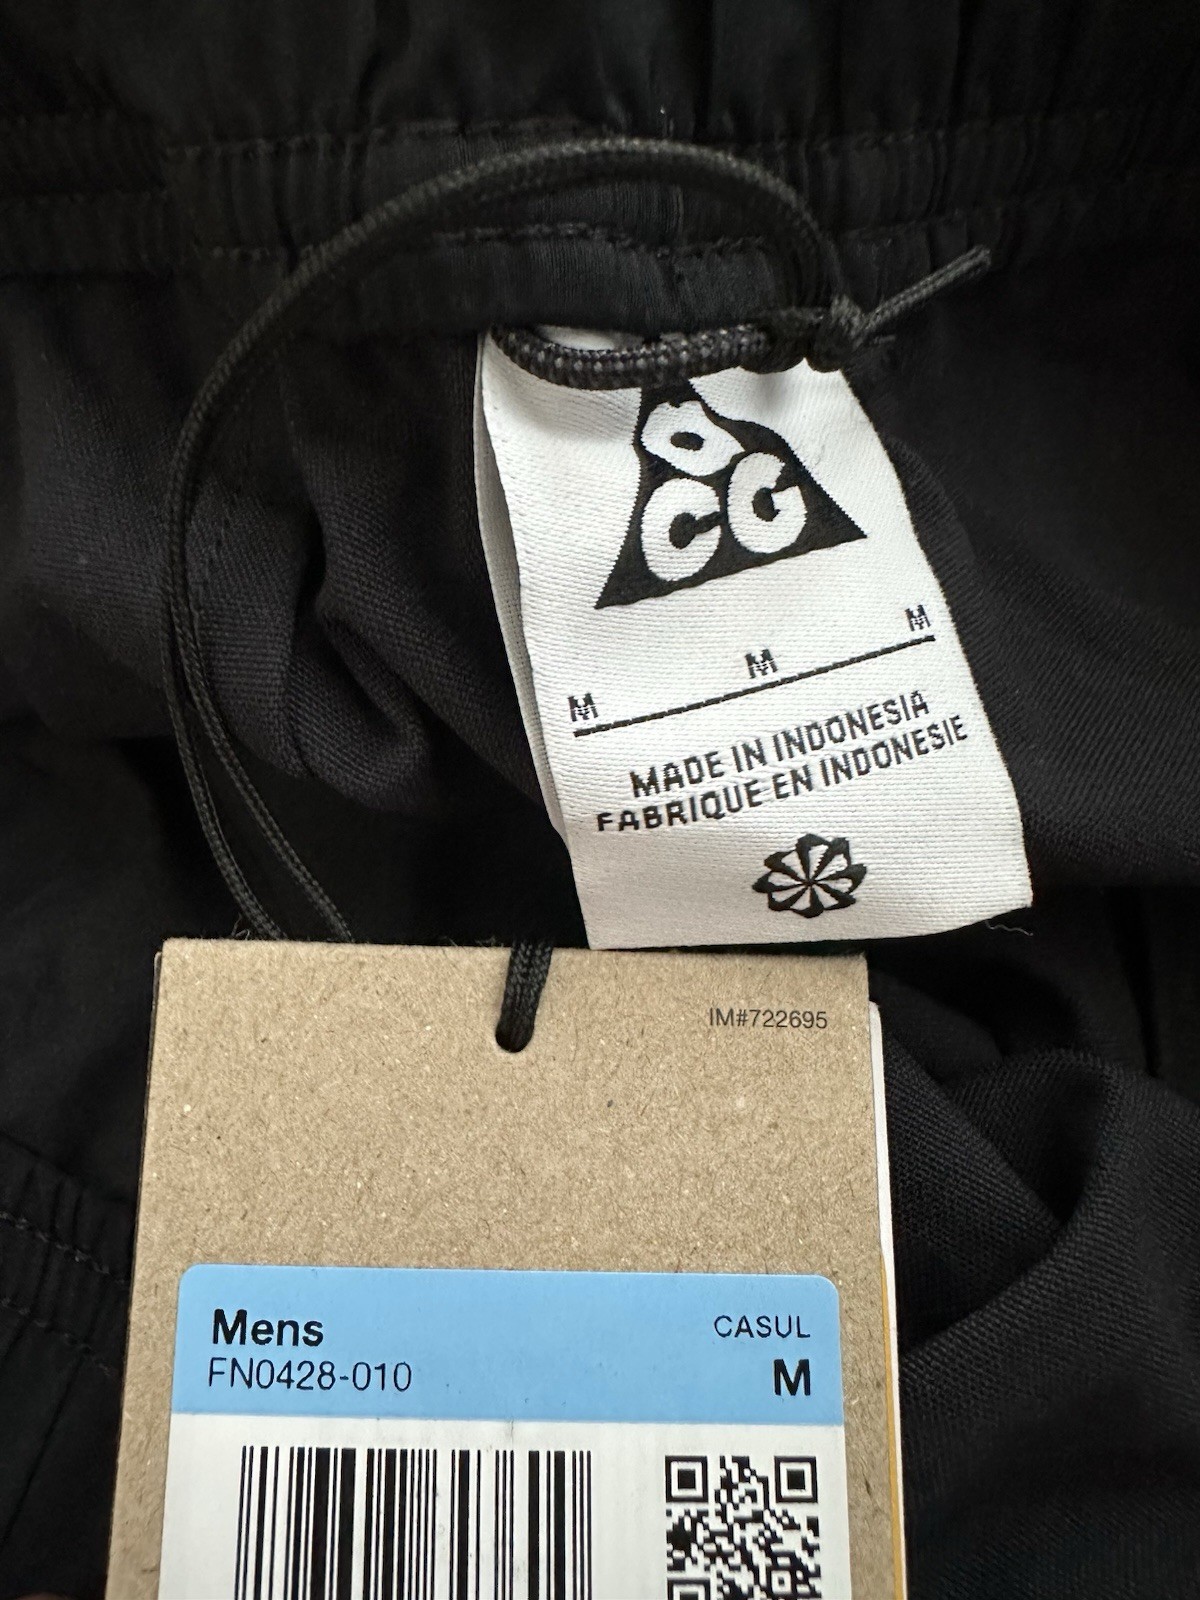 ACG
M M M
MADE IN INDONESIA
FABRIQUE EN INDONESIE
IM#722695
Mens CASUL
FN0428-010 M